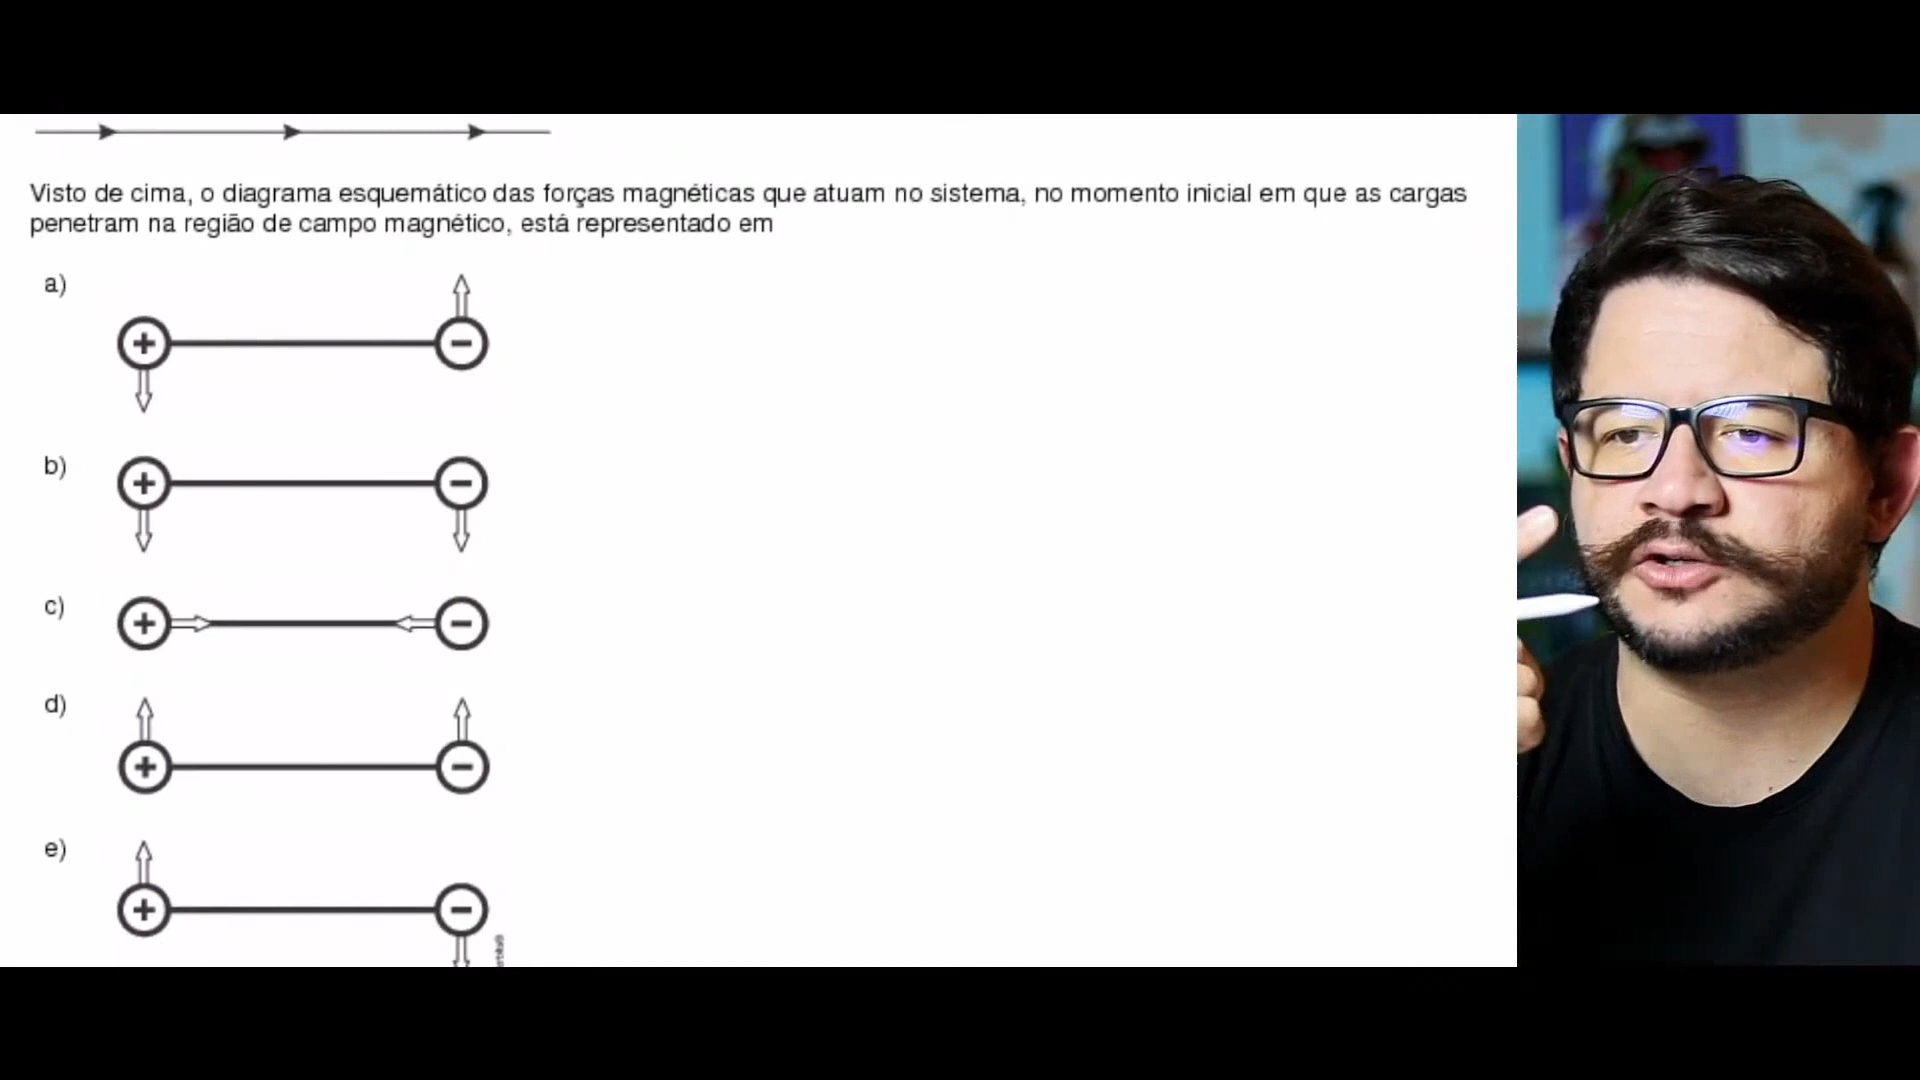 Visto de cima, o diagrama esquemático das forças magnéticas que atuam no sistema, no momento inicial em que as cargas
penetram na região de campo magnético, está representado em
a)
+ −
b)
+ −
c)
+ −
d)
+ −
e)
+ −